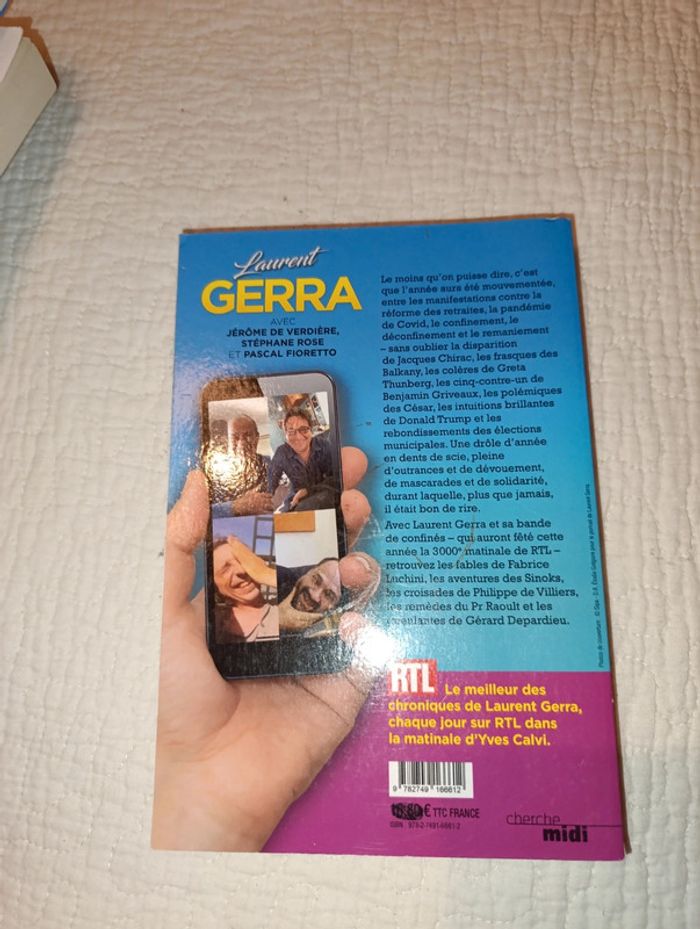 Laurent
GERRA
AVEC
JÉRÔME DE VERDIÈRE,
STÉPHANE ROSE
ET PASCAL FIORETTO
Le moins qu'on puisse dire, c'est
que l'année aura été mouvementée,
entre les manifestations contre la
réforme des retraites, la pandémie
de Covid, le confinement, le
déconfinement et le remaniement
– sans oublier la disparition
de Jacques Chirac, les frasques des
Balkany, les colères de Greta
Thunberg, les cinq-contre-un de
Benjamin Griveaux, les polémiques
des César, les intuitions brillantes
de Donald Trump et les
rebondissements des élections
municipales. Une drôle d'année
en dents de scie, pleine
d'outrances et de dévouement,
de mascarades et de solidarité,
durant laquelle, plus que jamais,
il était bon de rire.
Avec Laurent Gerra et sa bande
de confinés – qui auront fêté cette
année la 3000e matinale de RTL –
retrouvez les fables de Fabrice
Luchini, les aventures des Sinoks,
les croisades de Philippe de Villiers,
les remèdes du Pr Raoult et les
de Gérard Depardieu.
RTL Le meilleur des
chroniques de Laurent Gerra,
chaque jour sur RTL dans
la matinale d'Yves Calvi.
9 782749 166612
€ TTC FRANCE
ISBN 978-2-7491-6661-2
cherche
midi